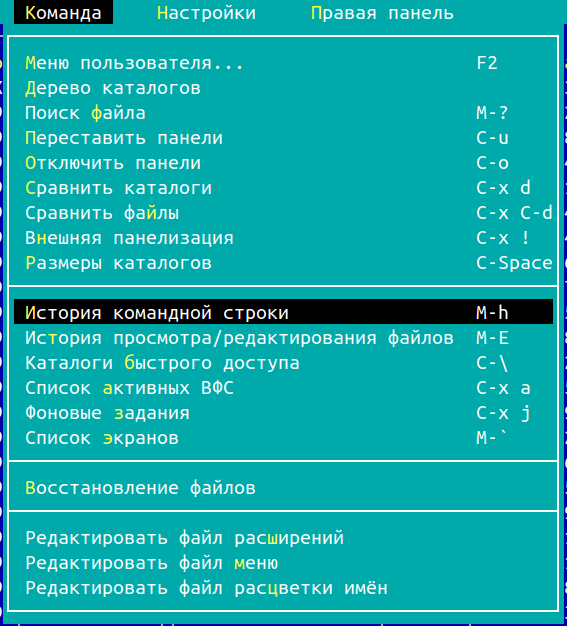 Команда Настройки Правая панель
Меню пользователя... F2
Дерево каталогов
Поиск файла M-?
Переставить панели C-u
Отключить панели C-o
Сравнить каталоги C-x d
Сравнить файлы C-x C-d
Внешняя панелизация C-x !
Размеры каталогов C-Space
История командной строки M-h
История просмотра/редактирования файлов M-E
Каталоги быстрого доступа C-\
Список активных ВФС C-x a
Фоновые задания C-x j
Список экранов M-`
Восстановление файлов
Редактировать файл расширений
Редактировать файл меню
Редактировать файл расцветки имён